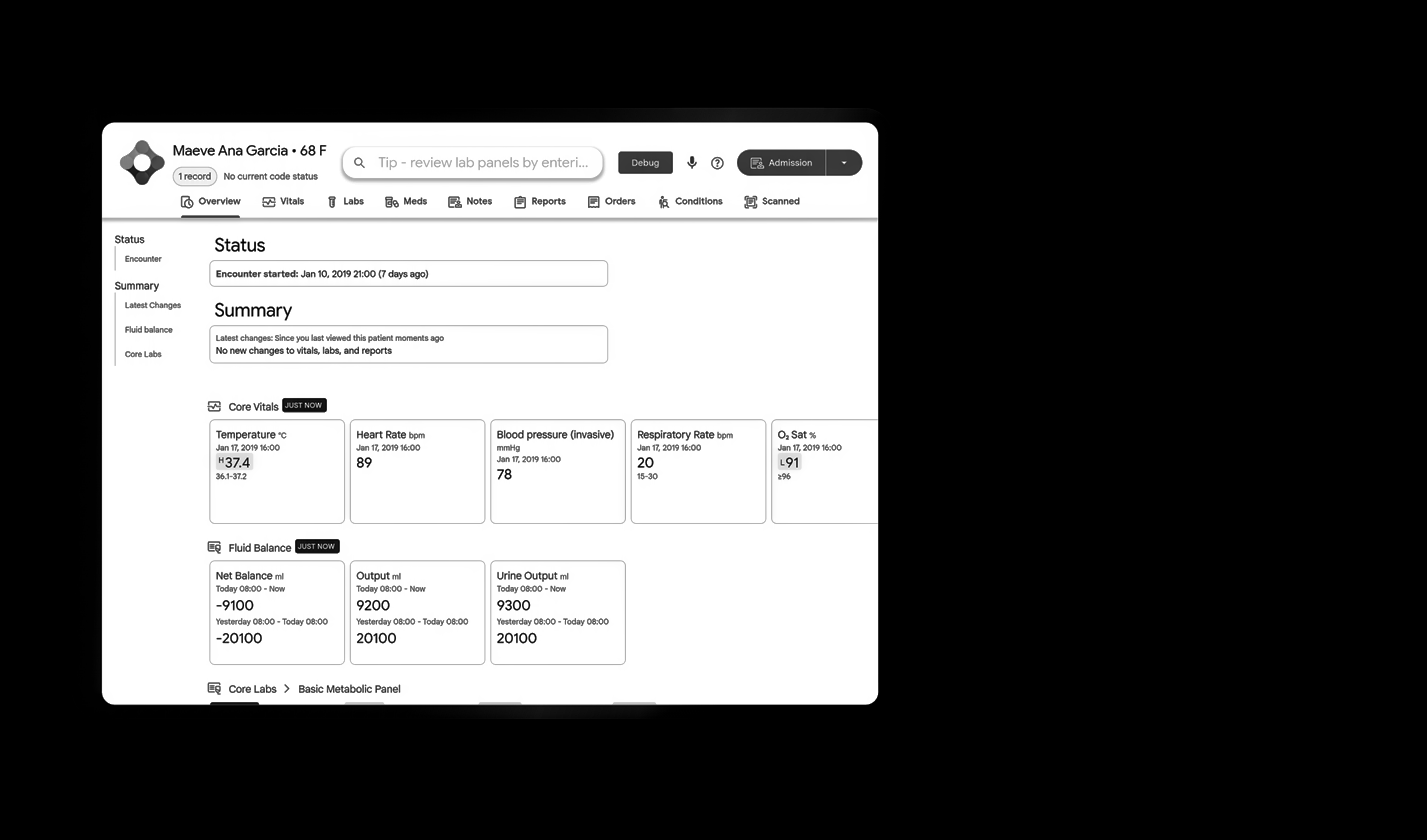 Maeve Ana Garcia • 68 F
1 record No current code status
Tip - review lab panels by enteri...
Debug
Admission
Overview Vitals Labs Meds Notes Reports Orders Conditions Scanned
Status
Encounter
Summary
Latest Changes
Fluid balance
Core Labs
Status
Encounter started: Jan 10, 2019 21:00 (7 days ago)
Summary
Latest changes: Since you last viewed this patient moments ago
No new changes to vitals, labs, and reports
Core Vitals JUST NOW
Temperature °C
Jan 17, 2019 16:00
H 37.4
36.1-37.2
Heart Rate bpm
Jan 17, 2019 16:00
89
Blood pressure (invasive)
mmHg
Jan 17, 2019 16:00
78
Respiratory Rate bpm
Jan 17, 2019 16:00
20
15-30
O₂ Sat %
Jan 17, 2019 16:00
L 91
≥96
Fluid Balance JUST NOW
Net Balance ml
Today 08:00 - Now
-9100
Yesterday 08:00 - Today 08:00
-20100
Output ml
Today 08:00 - Now
9200
Yesterday 08:00 - Today 08:00
20100
Urine Output ml
Today 08:00 - Now
9300
Yesterday 08:00 - Today 08:00
20100
Core Labs > Basic Metabolic Panel